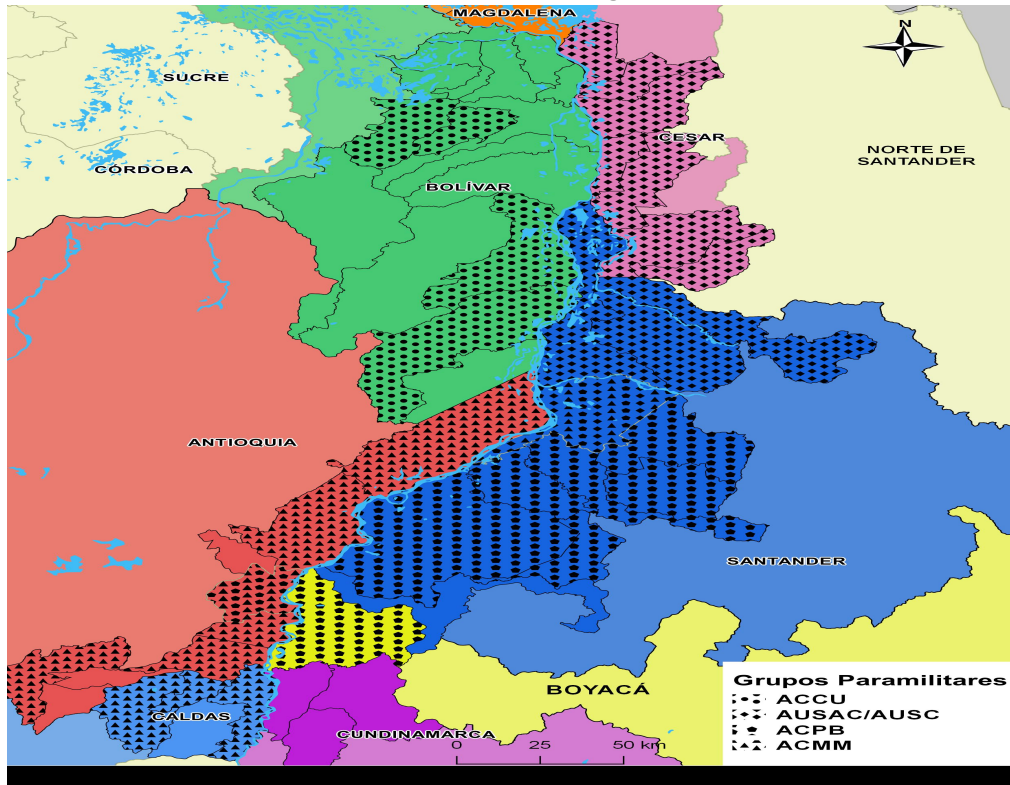 MAGDALENA
N
SUCRE
CESAR
NORTE DE
SANTANDER
CÓRDOBA
BOLÍVAR
ANTIOQUIA
SANTANDER
BOYACÁ
CALDAS
CUNDINAMARCA
0 25 50 km
Grupos Paramilitares
ACCU
AUSAC/AUSC
ACPB
ACMM